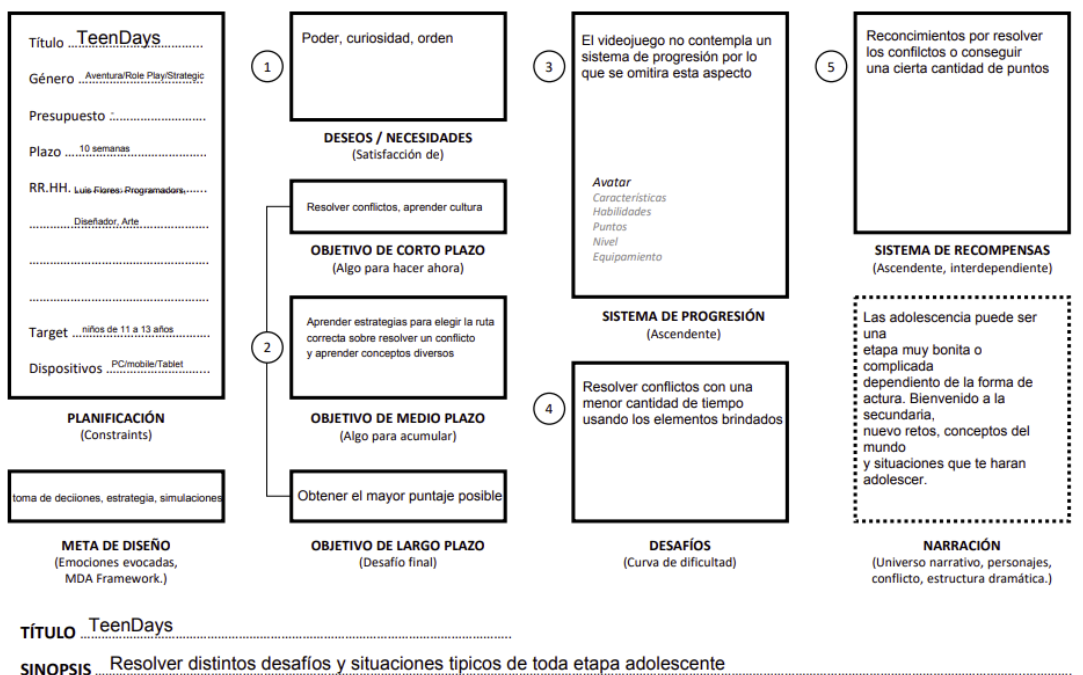 Título TeenDays
Género Aventura/Role Play/Strategic
Presupuesto -
Plazo 10 semanas
RR.HH. Luis Flores: Programadors,
Diseñador, Arte
Target niños de 11 a 13 años
Dispositivos PC/mobile/Tablet
PLANIFICACIÓN
(Constraints)
toma de deciiones, estrategia, simulaciones
META DE DISEÑO
(Emociones evocadas,
MDA Framework.)
1
Poder, curiosidad, orden
DESEOS / NECESIDADES
(Satisfacción de)
2
Resolver conflictos, aprender cultura
OBJETIVO DE CORTO PLAZO
(Algo para hacer ahora)
Aprender estrategias para elegir la ruta
correcta sobre resolver un conflicto
y aprender conceptos diversos
OBJETIVO DE MEDIO PLAZO
(Algo para acumular)
Obtener el mayor puntaje posible
OBJETIVO DE LARGO PLAZO
(Desafío final)
3
El videojuego no contempla un
sistema de progresión por lo
que se omitira esta aspecto
Avatar
Características
Habilidades
Puntos
Nivel
Equipamiento
SISTEMA DE PROGRESIÓN
(Ascendente)
4
Resolver conflictos con una
menor cantidad de tiempo
usando los elementos brindados
DESAFÍOS
(Curva de dificultad)
5
Reconcimientos por resolver
los confilctos o conseguir
una cierta cantidad de puntos
SISTEMA DE RECOMPENSAS
(Ascendente, interdependiente)
Las adolescencia puede ser
una
etapa muy bonita o
complicada
dependiento de la forma de
actura. Bienvenido a la
secundaria,
nuevo retos, conceptos del
mundo
y situaciones que te haran
adolescer.
NARRACIÓN
(Universo narrativo, personajes,
conflicto, estructura dramática.)
TÍTULO TeenDays
SINOPSIS Resolver distintos desafíos y situaciones tipicos de toda etapa adolescente